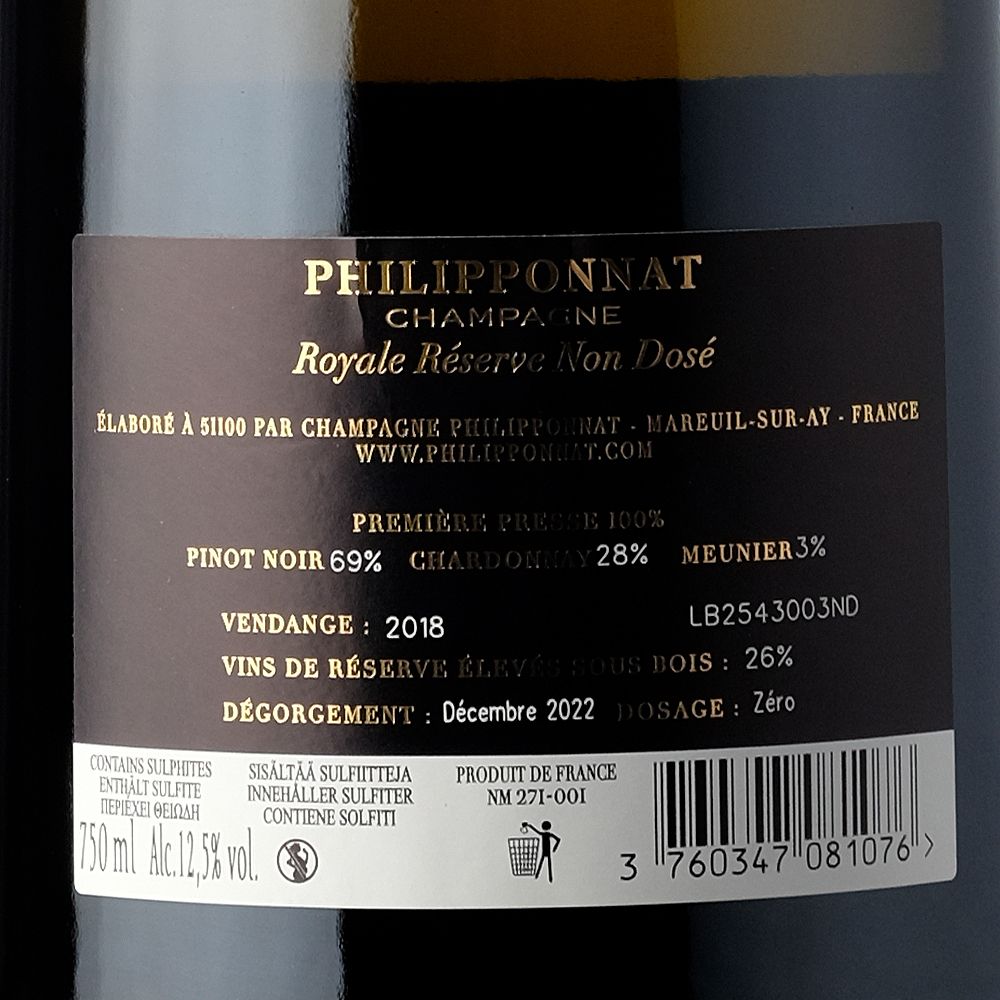 PHILIPPONNAT
CHAMPAGNE
Royale Réserve Non Dosé
ÉLABORÉ À 51100 PAR CHAMPAGNE PHILIPPONNAT - MAREUIL-SUR-AY - FRANCE
WWW.PHILIPPONNAT.COM
PREMIÈRE PRESSE 100%
PINOT NOIR 69% CHARDONNAY 28% MEUNIER 3%
VENDANGE : 2018 LB2543003ND
VINS DE RÉSERVE ÉLEVÉS SOUS BOIS : 26%
DÉGORGEMENT : Décembre 2022 DOSAGE : Zéro
CONTAINS SULPHITES
ENTHÄLT SULFITE
ΠΕΡΙΈΧΕΙ ΘΕΙΏΔΗ
750 ml Alc.12,5% vol.
SISÄLTÄÄ SULFIITTEJA
INNEHÅLLER SULFITER
CONTIENE SOLFITI
PRODUIT DE FRANCE
NM 271-001
3 760347 081076 >